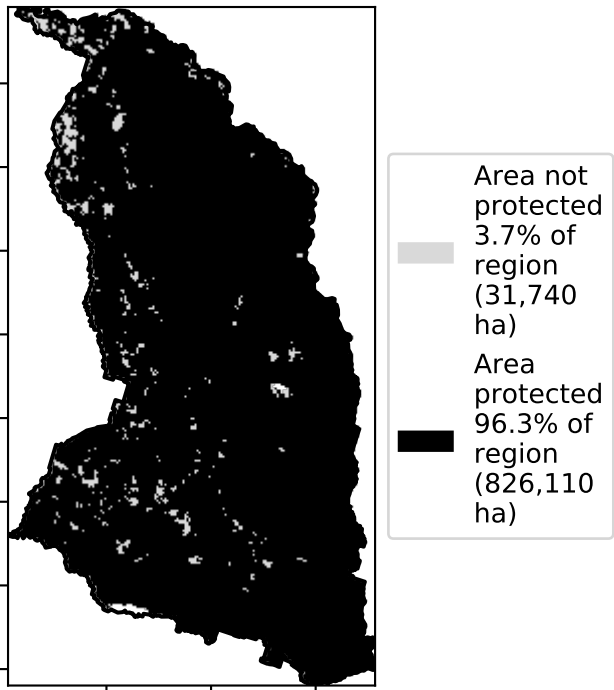 Area not
protected
3.7% of
region
(31,740
ha)
Area
protected
96.3% of
region
(826,110
ha)